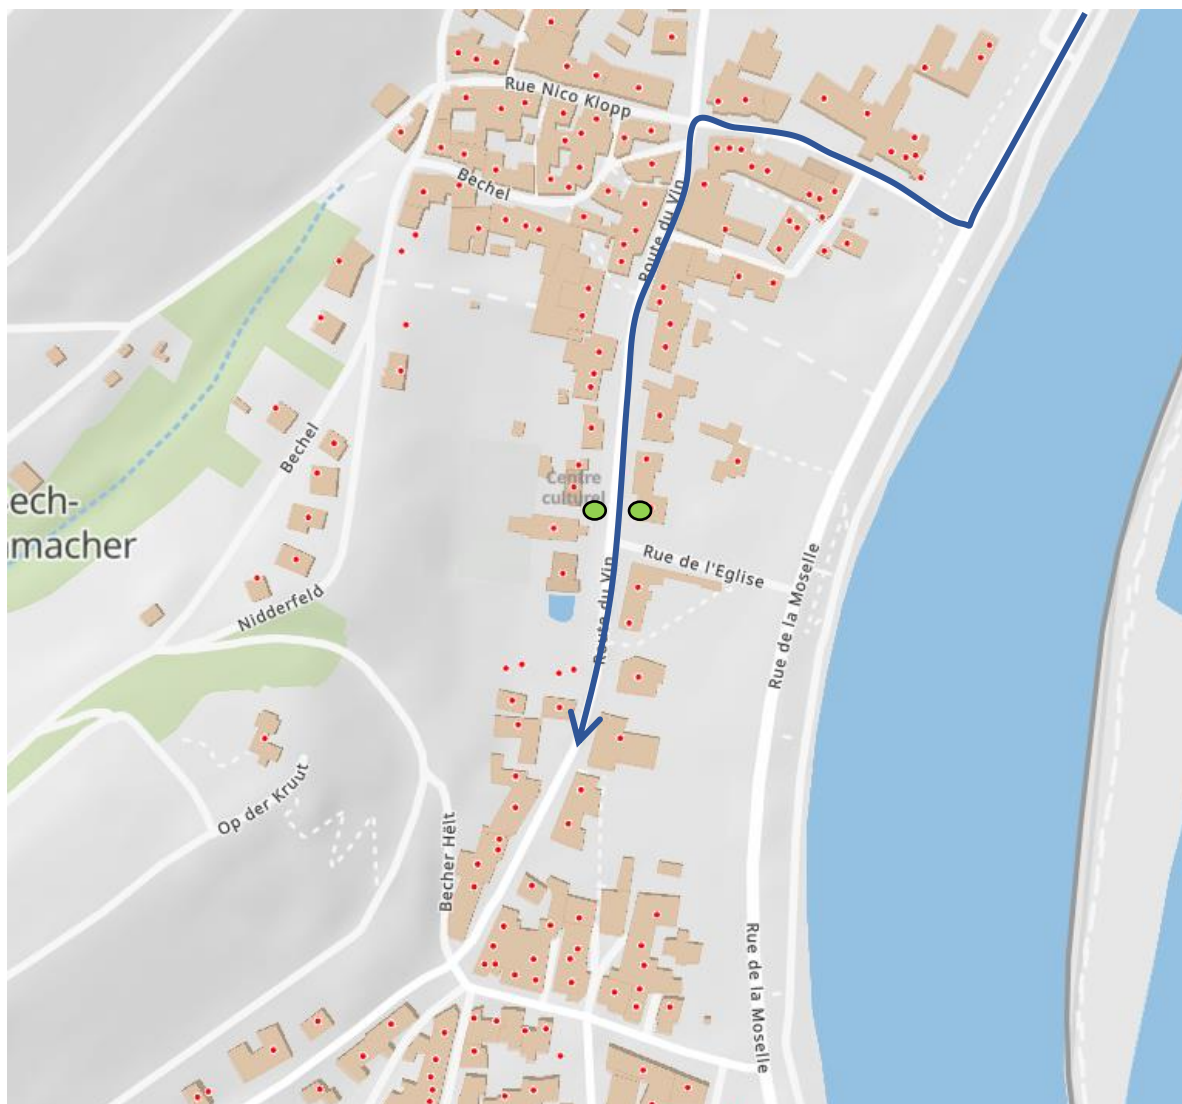 Rue Nico Klopp
Bechel
Route du Vin
Bechel
Centre
culturel
ech-
macher
Rue de l'Eglise
Route du Vin
Rue de la Moselle
Nidderfeld
Op der Kruut
Becher Hëlt
Rue de la Moselle